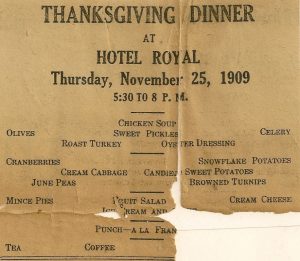 THANKSGIVING DINNER
AT
HOTEL ROYAL
Thursday, November 25, 1909
5:30 TO 8 P. M.
Chicken Soup
Olives Sweet Pickles Celery
Roast Turkey Oyster Dressing
Cranberries Snowflake Potatoes
Cream Cabbage Candied Sweet Potatoes
June Peas Browned Turnips
Mince Pies Fruit Salad Cream Cheese
Ice Cream and
Punch—a la Fran
Tea Coffee